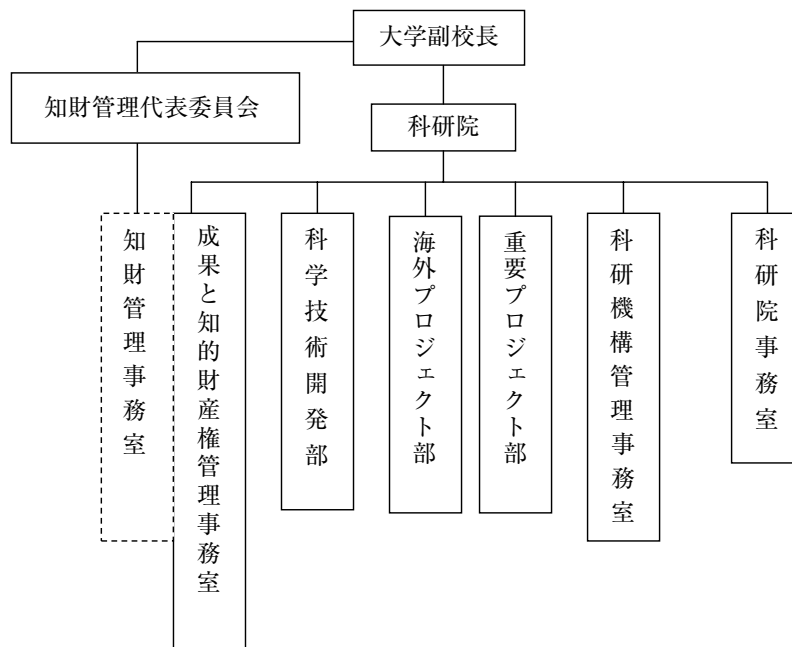 大学副校長
知財管理代表委員会
科研院
知財管理事務室
成果と知的財産権管理事務室
科学技術開発部
海外プロジェクト部
重要プロジェクト部
科研機構管理事務室
科研院事務室